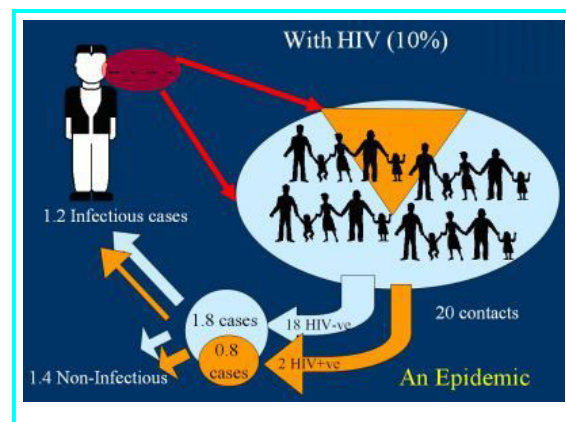 With HIV (10%)
1.2 Infectious cases
20 contacts
1.8 cases
18 HIV-ve
0.8
cases
2 HIV+ve
1.4 Non-Infectious
An Epidemic